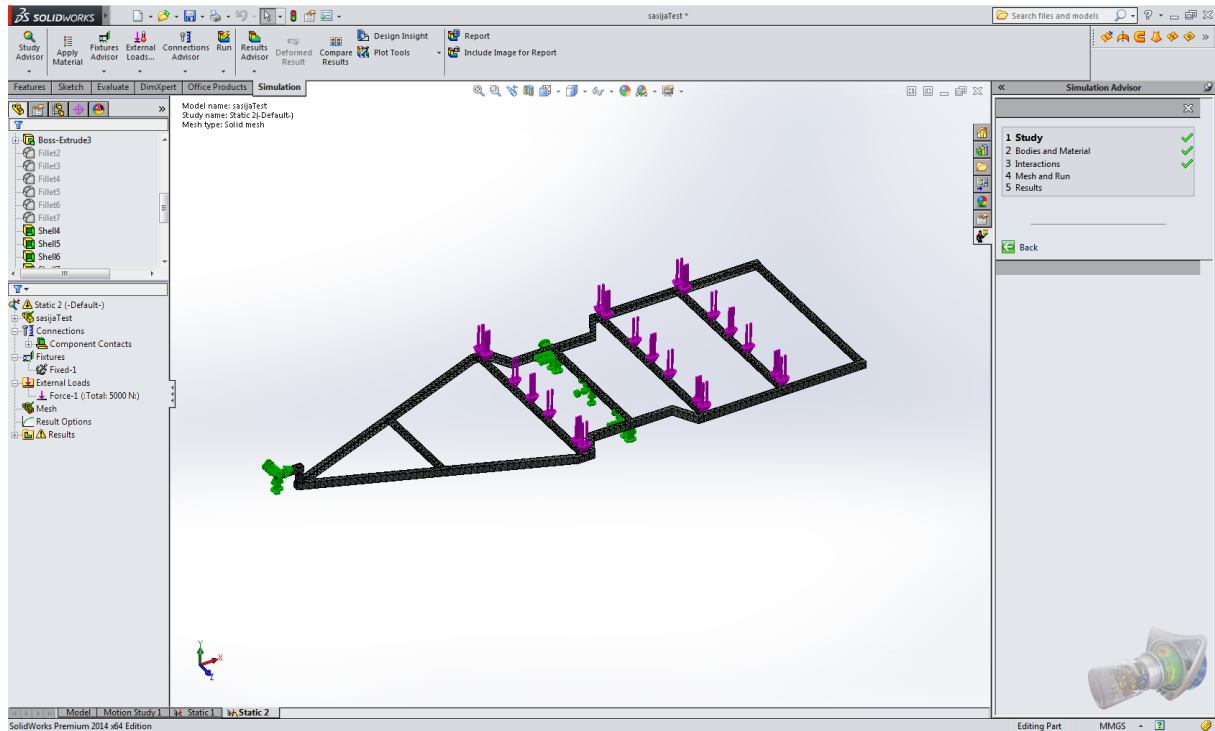 SOLIDWORKS
sasijaTest *
Search files and models
Study Advisor
Apply Material
Fixtures Advisor
External Loads...
Connections Advisor
Run
Results Advisor
Deformed Result
Compare Results
Design Insight
Plot Tools
Report
Include Image for Report
Features Sketch Evaluate DimXpert Office Products Simulation
Model name: sasijaTest
Study name: Static 2(-Default-)
Mesh type: Solid mesh
Boss-Extrude3
Fillet2
Fillet3
Fillet4
Fillet5
Fillet6
Fillet7
Shell4
Shell5
Shell6
Static 2 (-Default-)
sasijaTest
Connections
Component Contacts
Fixtures
Fixed-1
External Loads
Force-1 (:Total: 5000 N:)
Mesh
Result Options
Results
Y
X
Z
Simulation Advisor
1 Study
2 Bodies and Material
3 Interactions
4 Mesh and Run
5 Results
Back
Model Motion Study 1 Static 1 Static 2
SolidWorks Premium 2014 x64 Edition
Editing Part MMGS